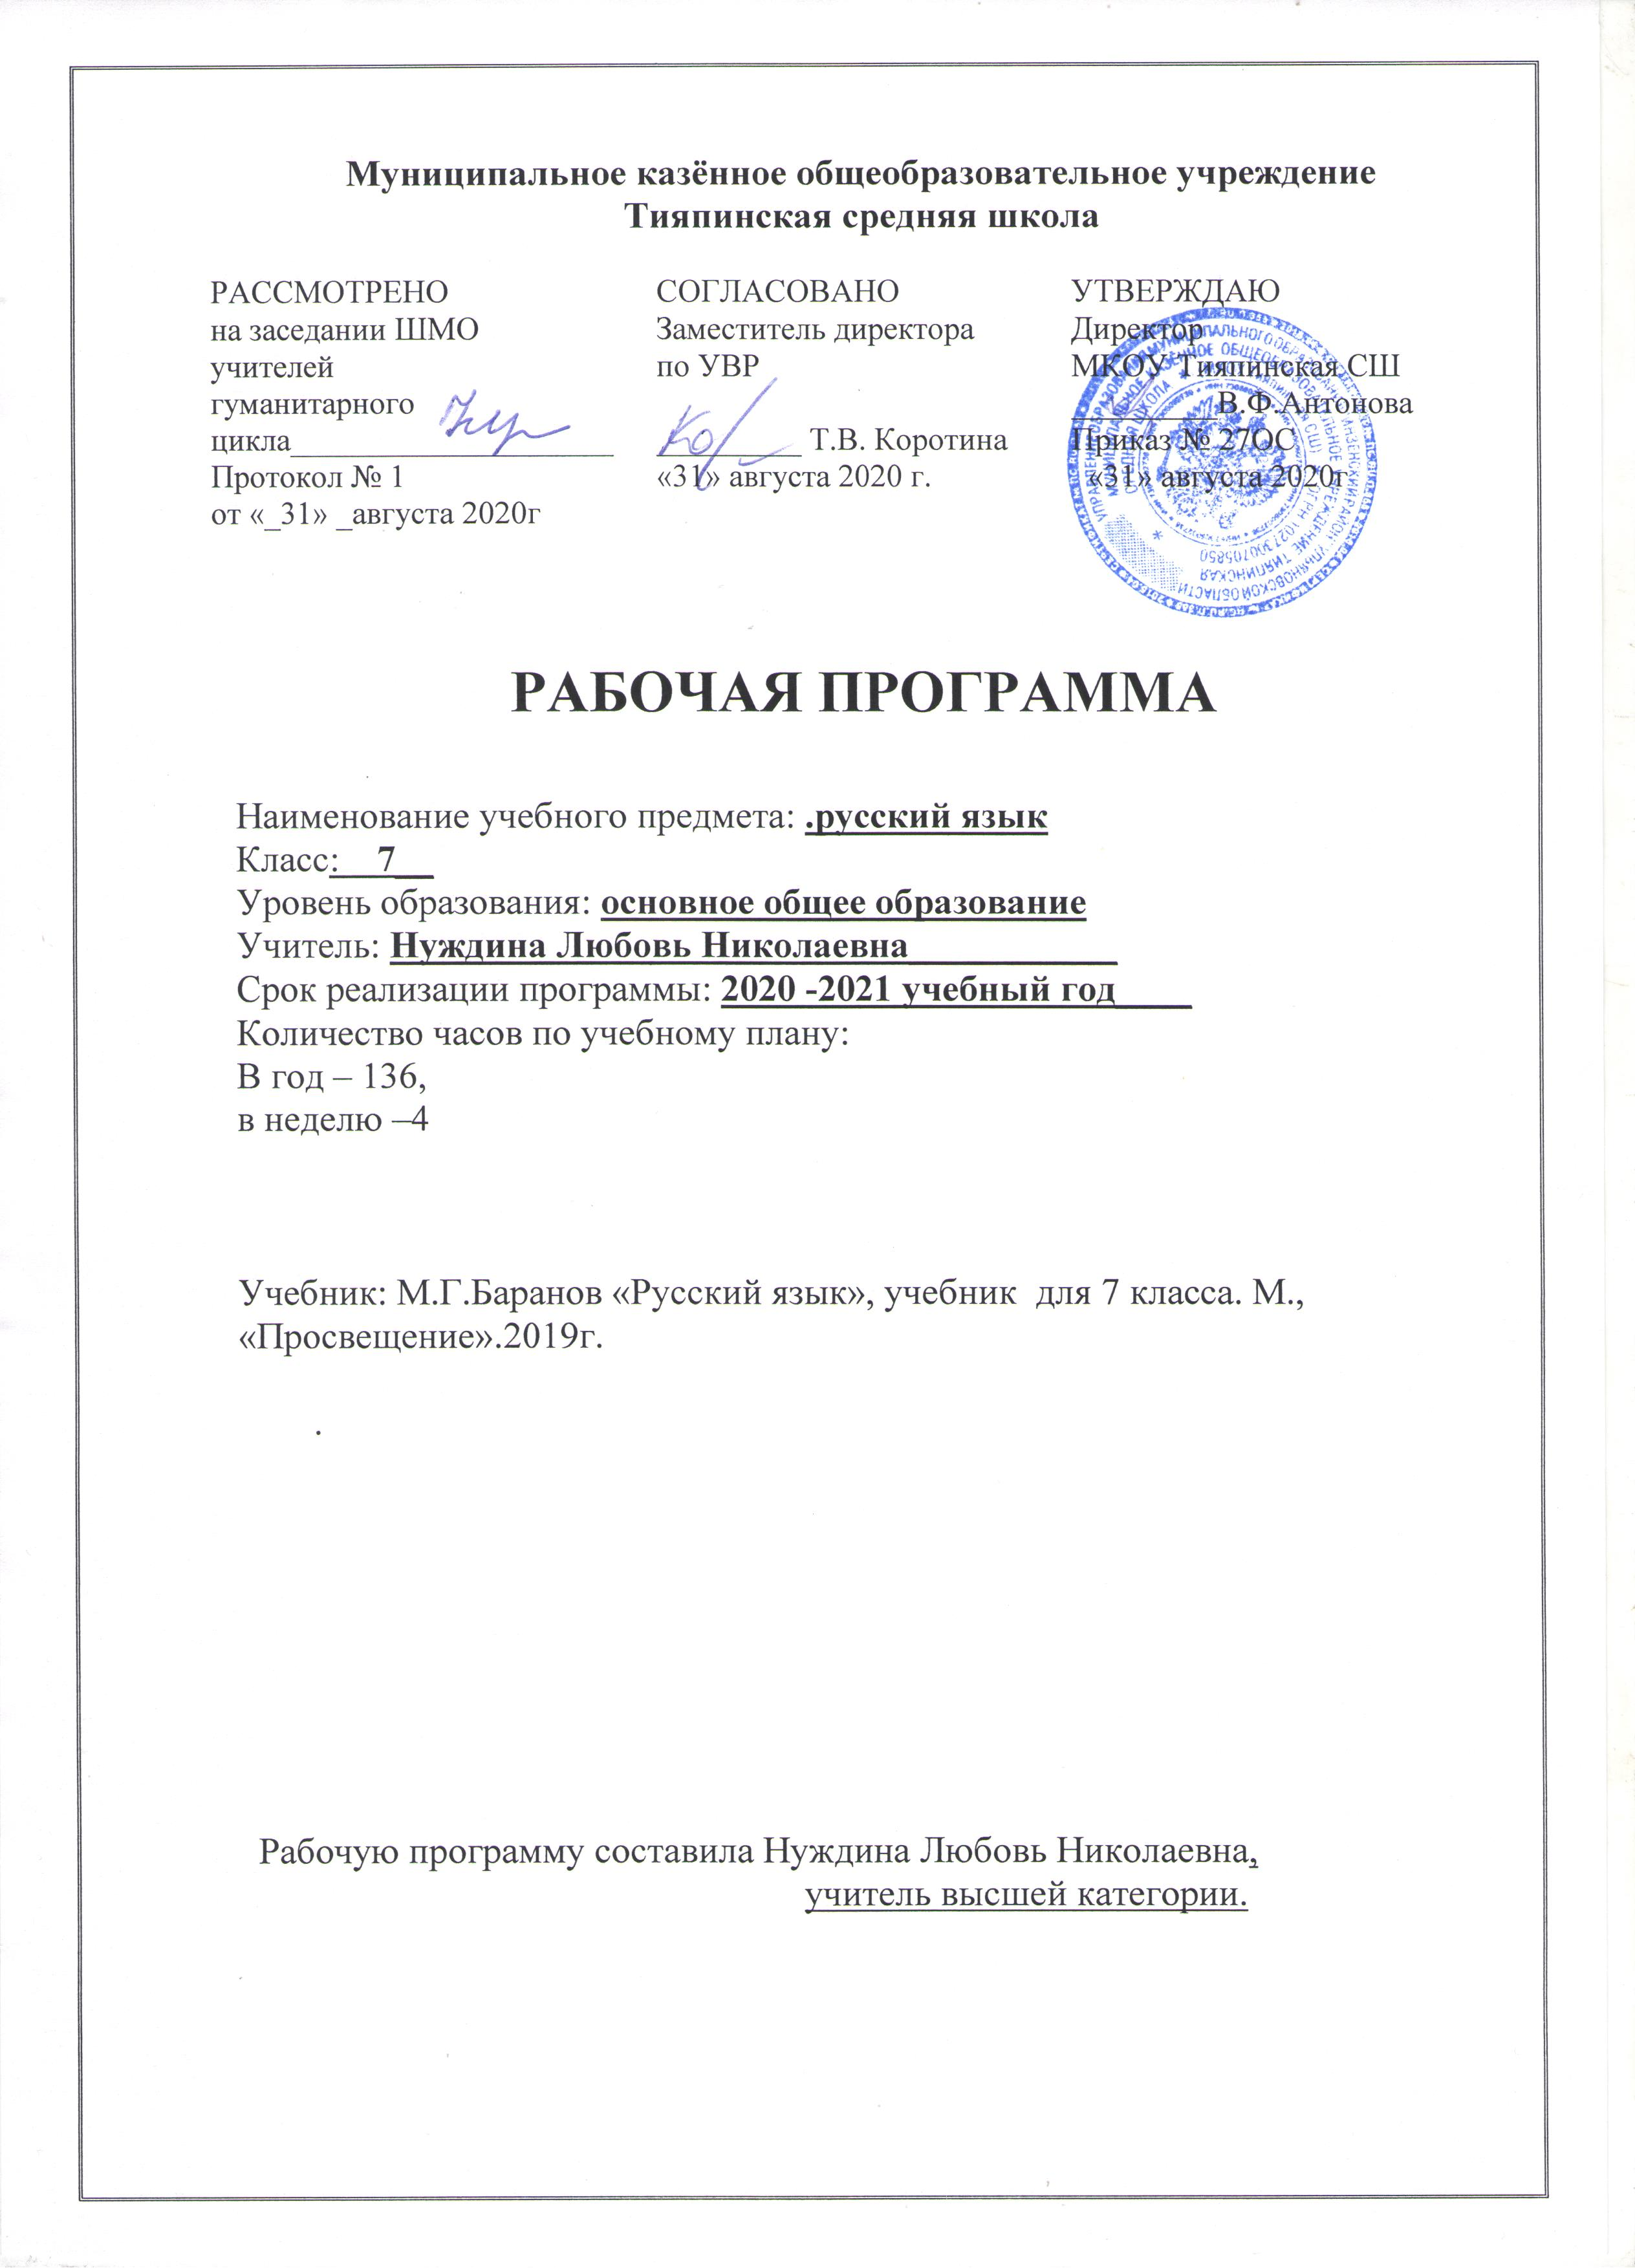 Муниципальное казённое общеобразовательное учреждение
Тияпинская средняя школа
РАССМОТРЕНО
на заседании ШМО
учителей
гуманитарного
цикла____________________
Протокол № 1
от «_31» _августа 2020г
СОГЛАСОВАНО
Заместитель директора
по УВР
_________ Т.В. Коротина
«31» августа 2020 г.
УТВЕРЖДАЮ
Директор
МКОУ Тияпинская СШ
_________В.Ф.Антонова
Приказ № 27ОС
«31» августа 2020г
РАБОЧАЯ ПРОГРАММА
Наименование учебного предмета: .русский язык
Класс: 7
Уровень образования: основное общее образование
Учитель: Нуждина Любовь Николаевна
Срок реализации программы: 2020 -2021 учебный год
Количество часов по учебному плану:
В год – 136,
в неделю –4
Учебник: М.Г.Баранов «Русский язык», учебник для 7 класса. М.,
«Просвещение».2019г.
.
Рабочую программу составила Нуждина Любовь Николаевна,
учитель высшей категории.